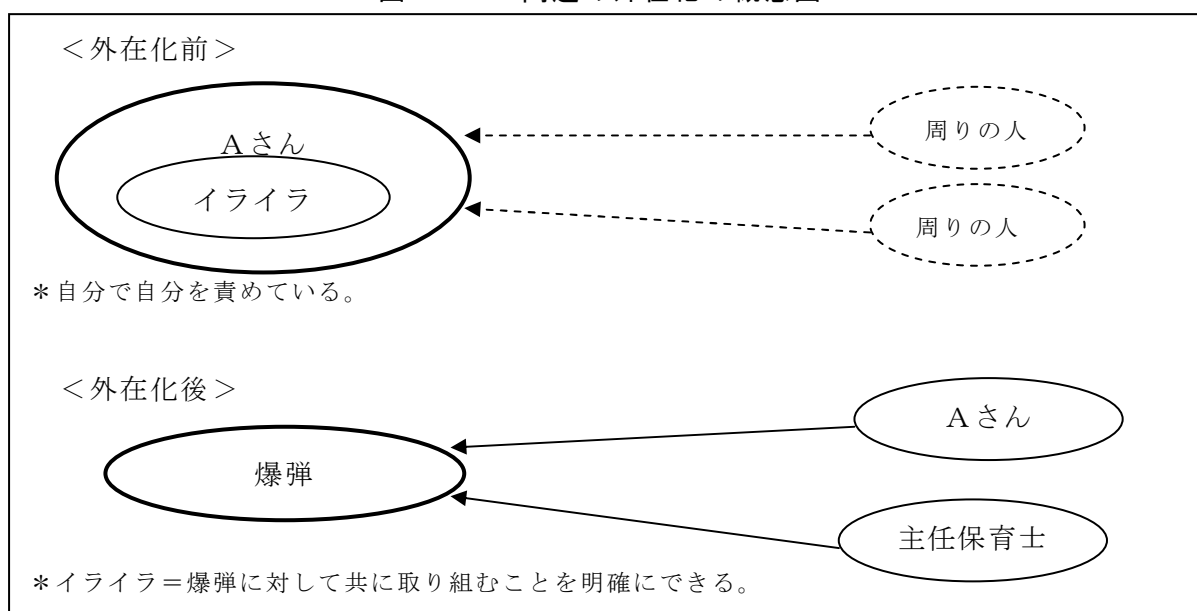 ＜外在化前＞
Ａさん
イライラ
周りの人
周りの人
＊自分で自分を責めている。
＜外在化後＞
爆弾
Ａさん
主任保育士
＊イライラ＝爆弾に対して共に取り組むことを明確にできる。